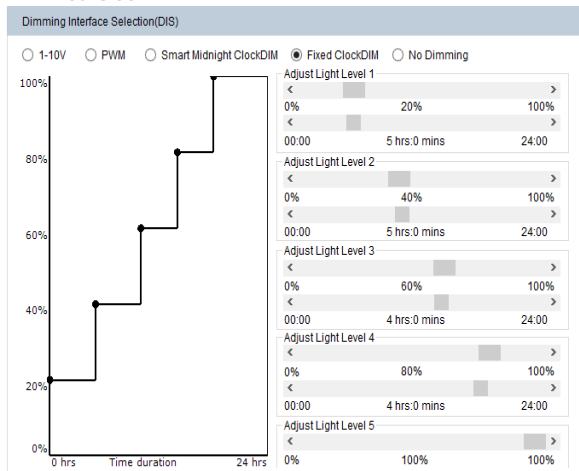 Dimming Interface Selection(DIS)
1-10V PWM Smart Midnight ClockDIM Fixed ClockDIM No Dimming
100%
80%
60%
40%
20%
0%
0 hrs Time duration 24 hrs
Adjust Light Level 1
0% 20% 100%
00:00 5 hrs:0 mins 24:00
Adjust Light Level 2
0% 40% 100%
00:00 5 hrs:0 mins 24:00
Adjust Light Level 3
0% 60% 100%
00:00 4 hrs:0 mins 24:00
Adjust Light Level 4
0% 80% 100%
00:00 4 hrs:0 mins 24:00
Adjust Light Level 5
0% 100% 100%